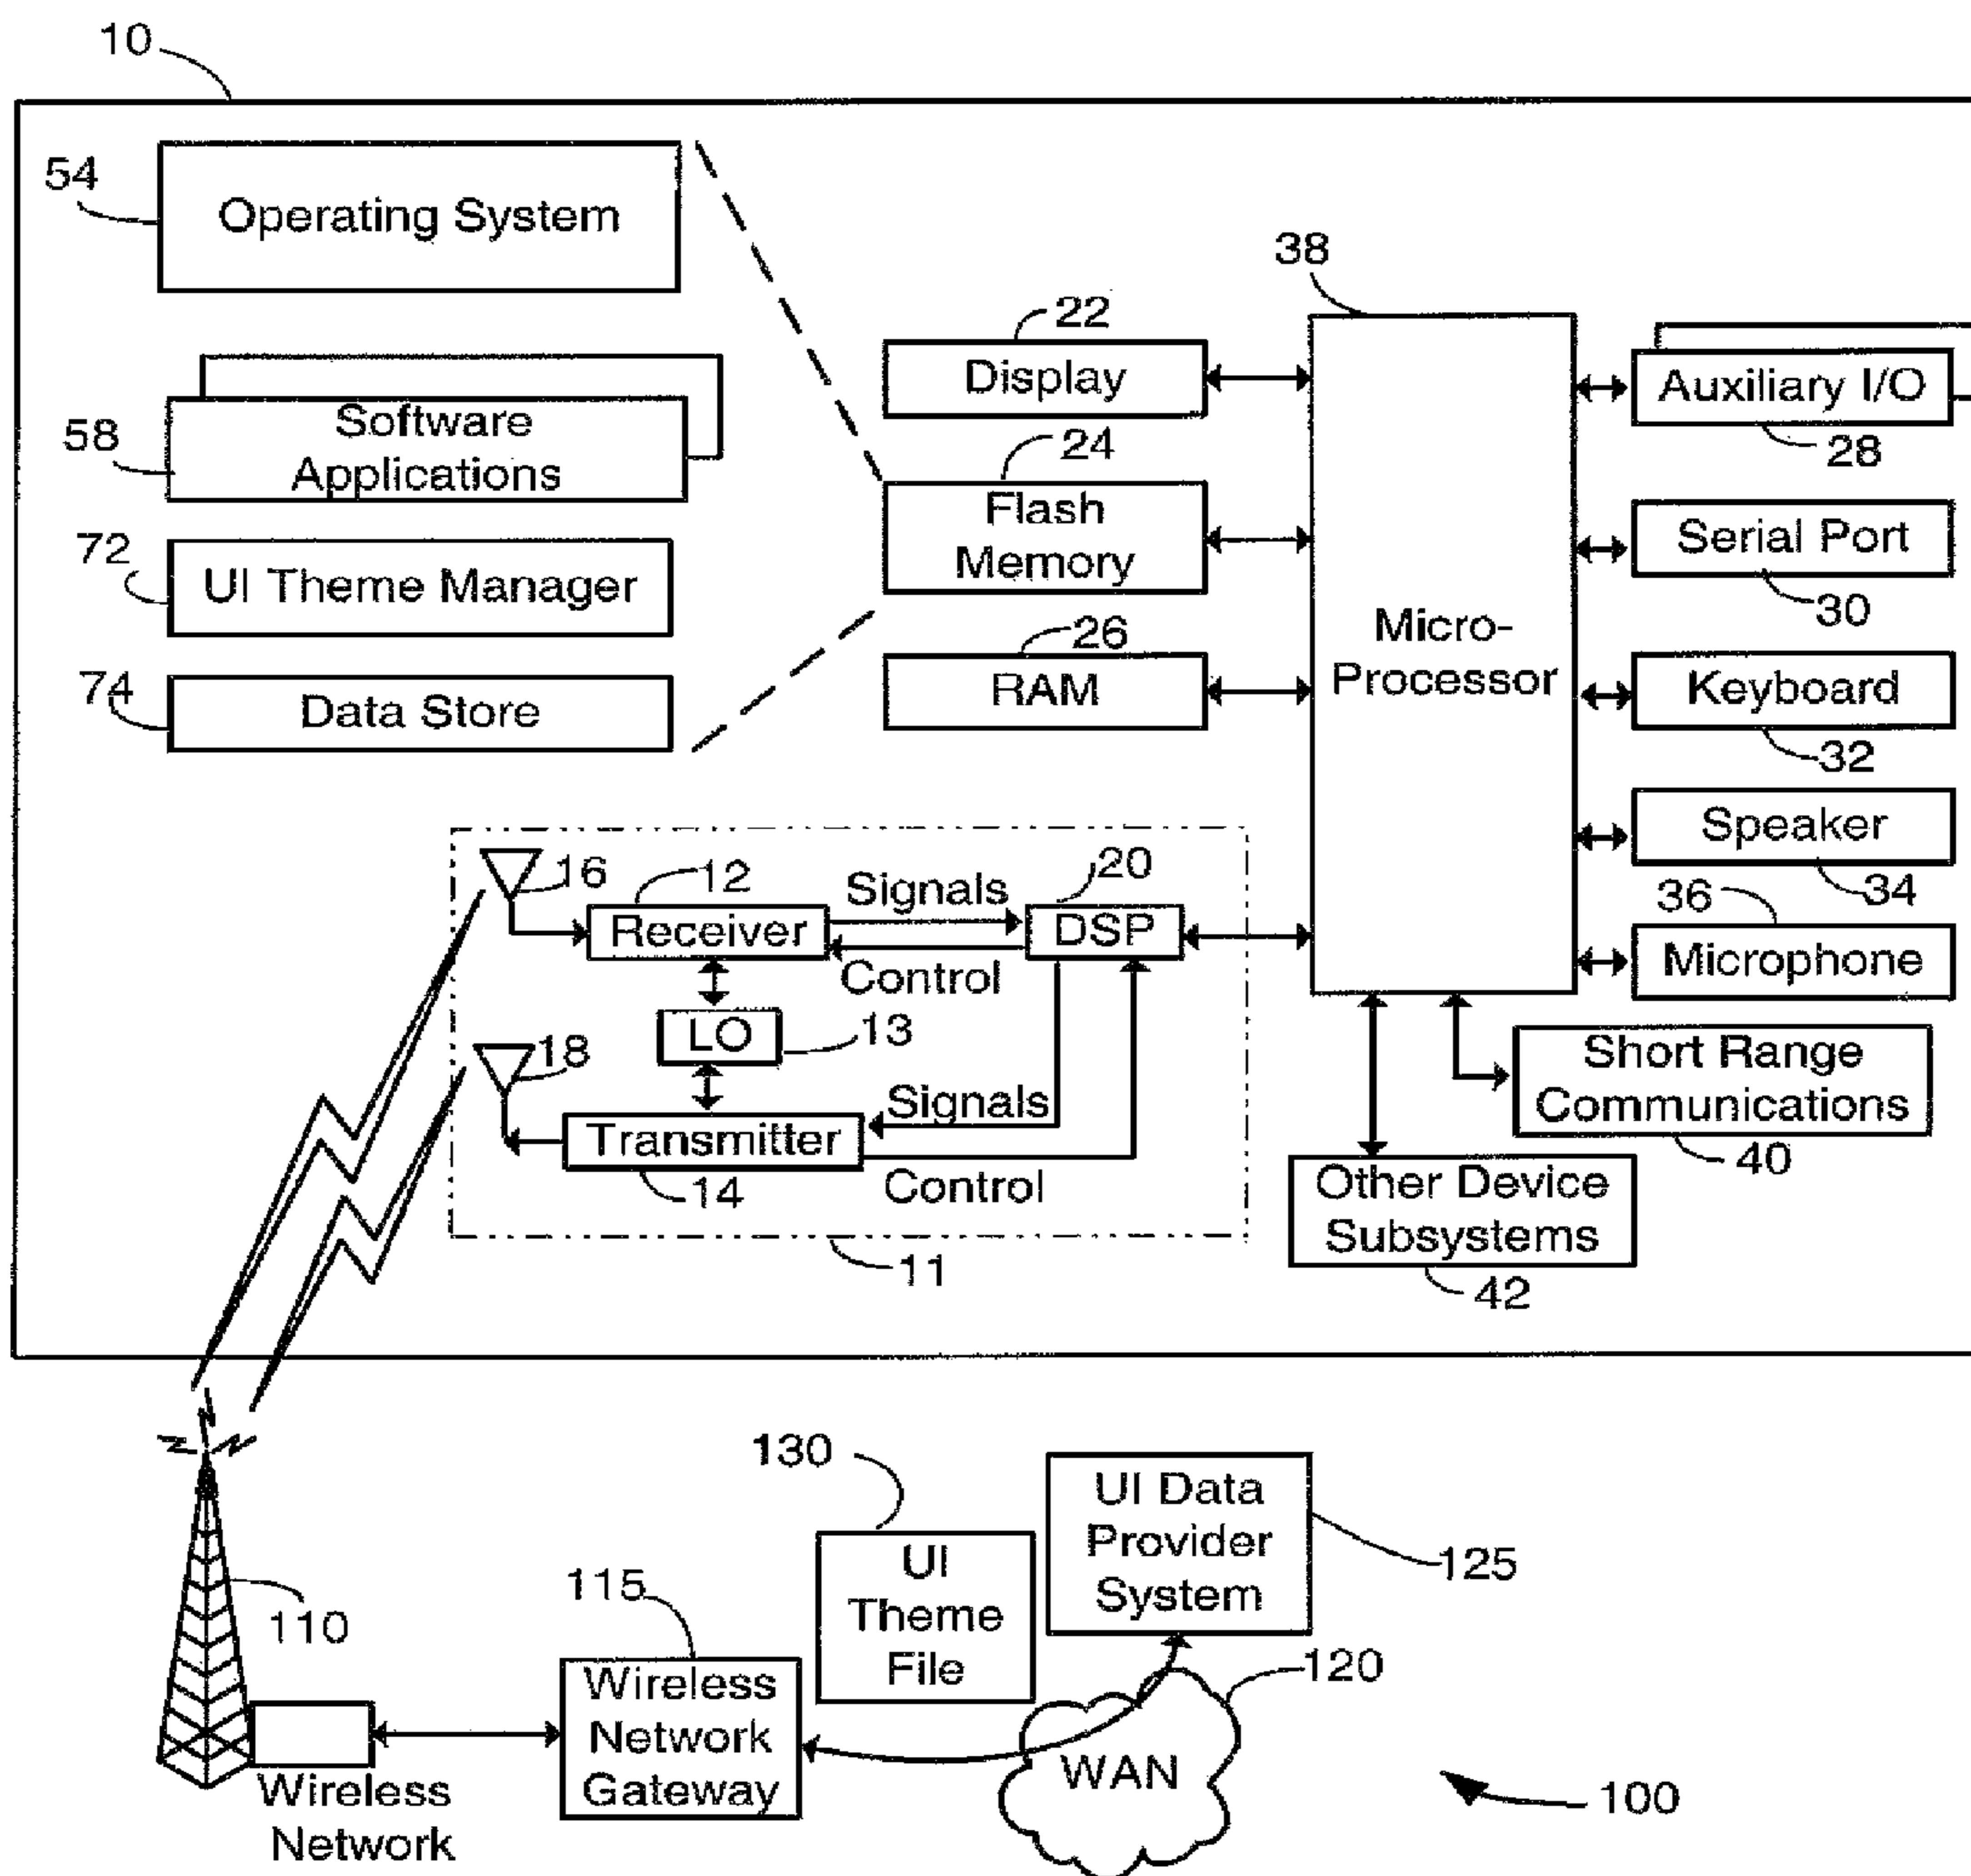 10
54
Operating System
38
22
Display
Auxiliary I/O
28
58
Software
Applications
24
Flash
Memory
Serial Port
30
72
UI Theme Manager
26
RAM
Micro-
Processor
Keyboard
32
74
Data Store
Speaker
34
16
12
Signals
20
36
Receiver
DSP
Microphone
Control
LO
13
18
Short Range
Communications
40
Signals
Transmitter
14
Control
Other Device
Subsystems
42
11
130
UI Data
Provider
System
125
UI
Theme
File
115
110
120
Wireless
Network
Gateway
WAN
Wireless
Network
100